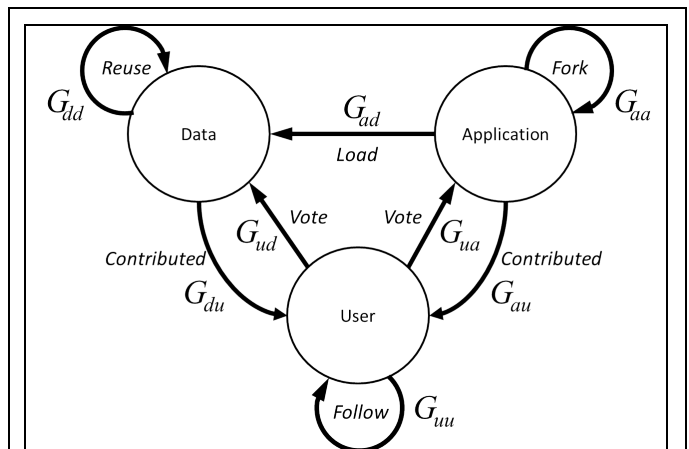 Reuse
Fork
G_dd
G_ad
G_aa
Data
Application
Load
Vote
Vote
G_ud
G_ua
Contributed
Contributed
G_du
G_au
User
Follow
G_uu